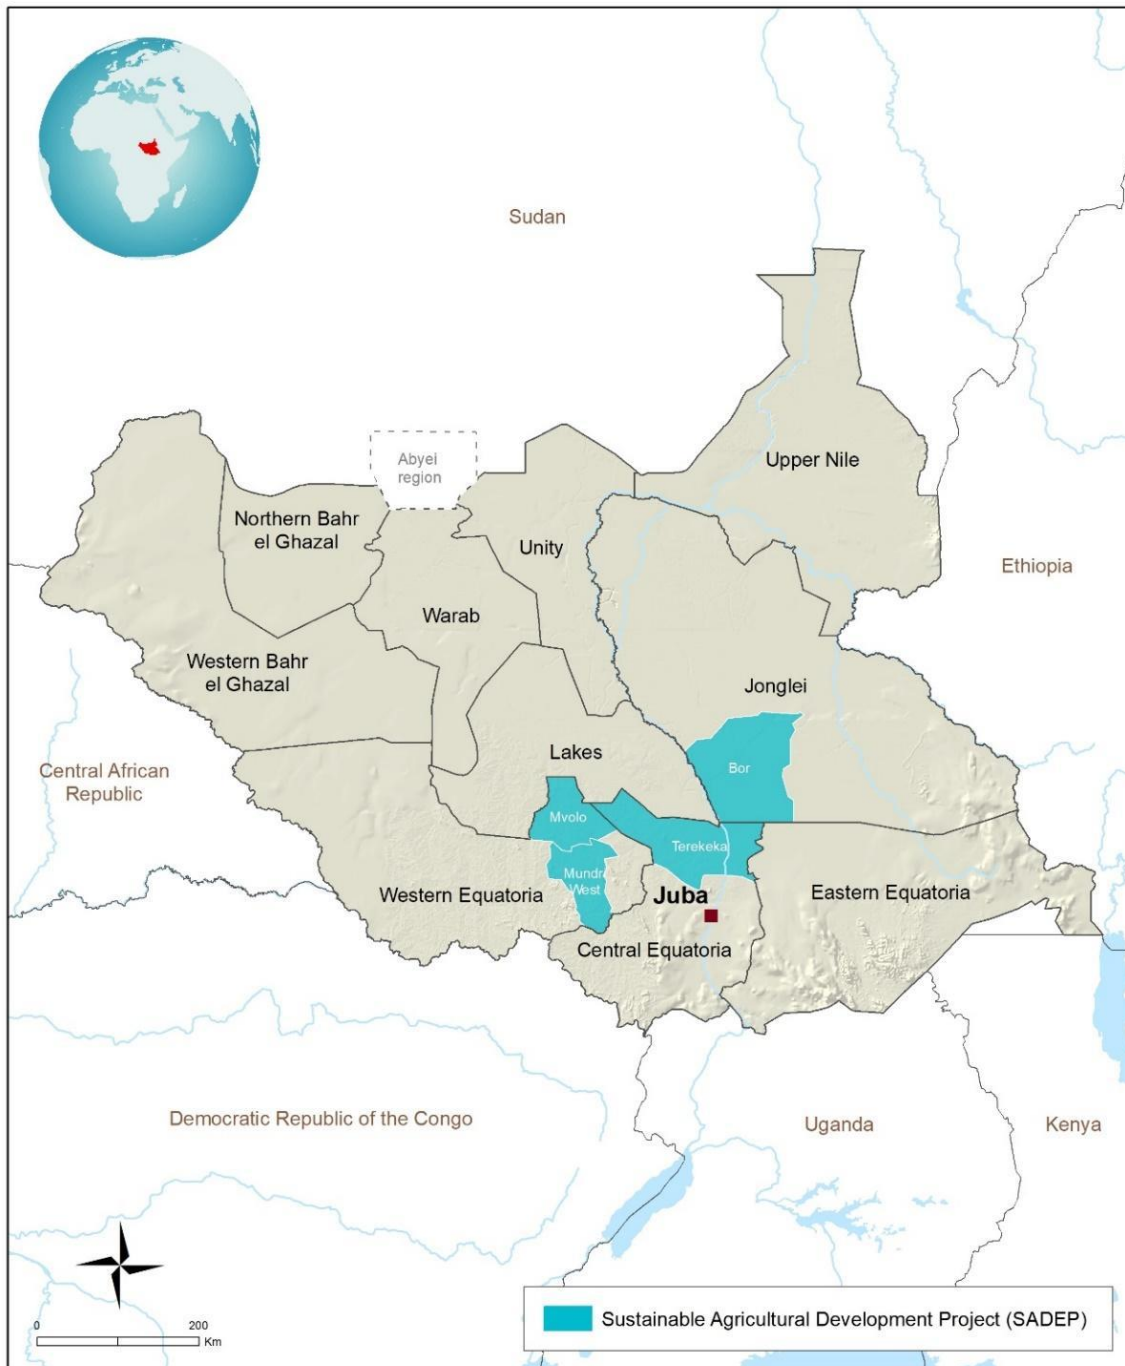 Sudan
Abyei
region
Upper Nile
Northern Bahr
el Ghazal
Unity
Ethiopia
Warab
Western Bahr
el Ghazal
Jonglei
Lakes
Bor
Central African
Republic
Mvolo
Terekeka
Mundri
West
Western Equatoria
Juba
Eastern Equatoria
Central Equatoria
Democratic Republic of the Congo
Uganda
Kenya
0 200
Km
Sustainable Agricultural Development Project (SADEP)